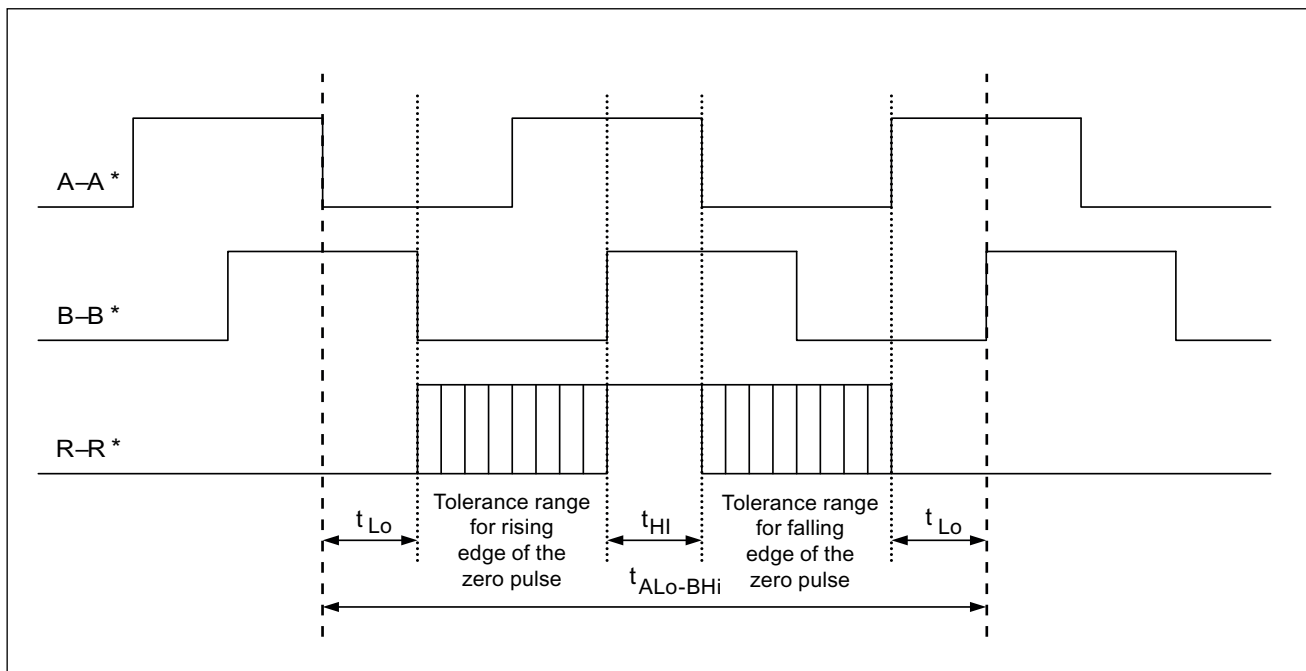 A–A*
B–B*
R–R*
t Lo
Tolerance range
for rising
edge of the
zero pulse
t HI
Tolerance range
for falling
edge of the
zero pulse
t Lo
t ALo-BHi